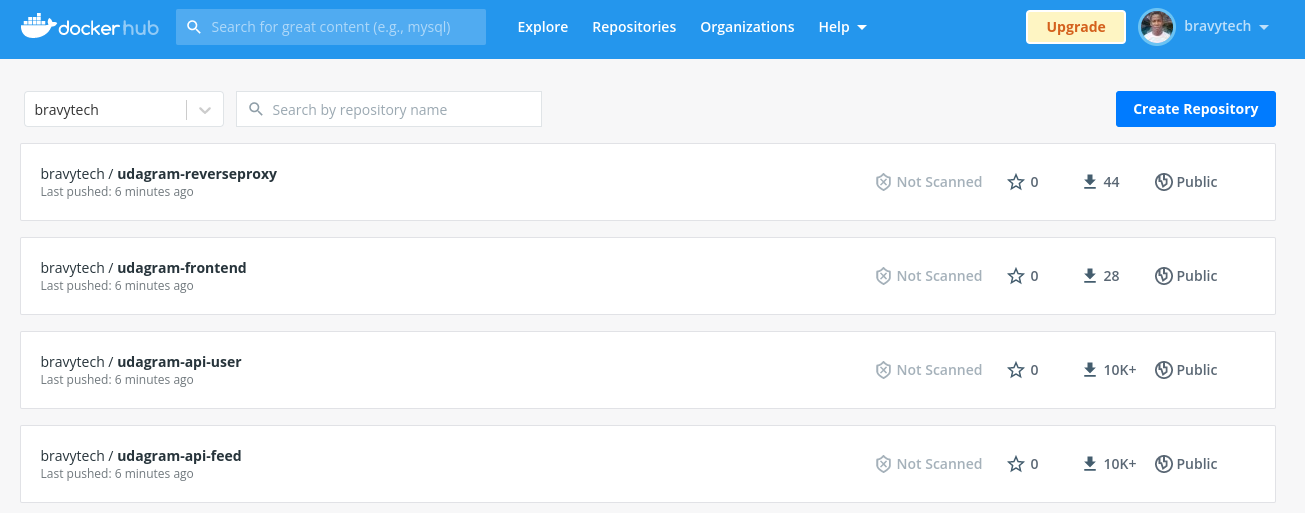 docker hub Search for great content (e.g., mysql) Explore Repositories Organizations Help Upgrade bravytech
bravytech Search by repository name Create Repository
bravytech / udagram-reverseproxy
Last pushed: 6 minutes ago
Not Scanned 0 44 Public
bravytech / udagram-frontend
Last pushed: 6 minutes ago
Not Scanned 0 28 Public
bravytech / udagram-api-user
Last pushed: 6 minutes ago
Not Scanned 0 10K+ Public
bravytech / udagram-api-feed
Last pushed: 6 minutes ago
Not Scanned 0 10K+ Public